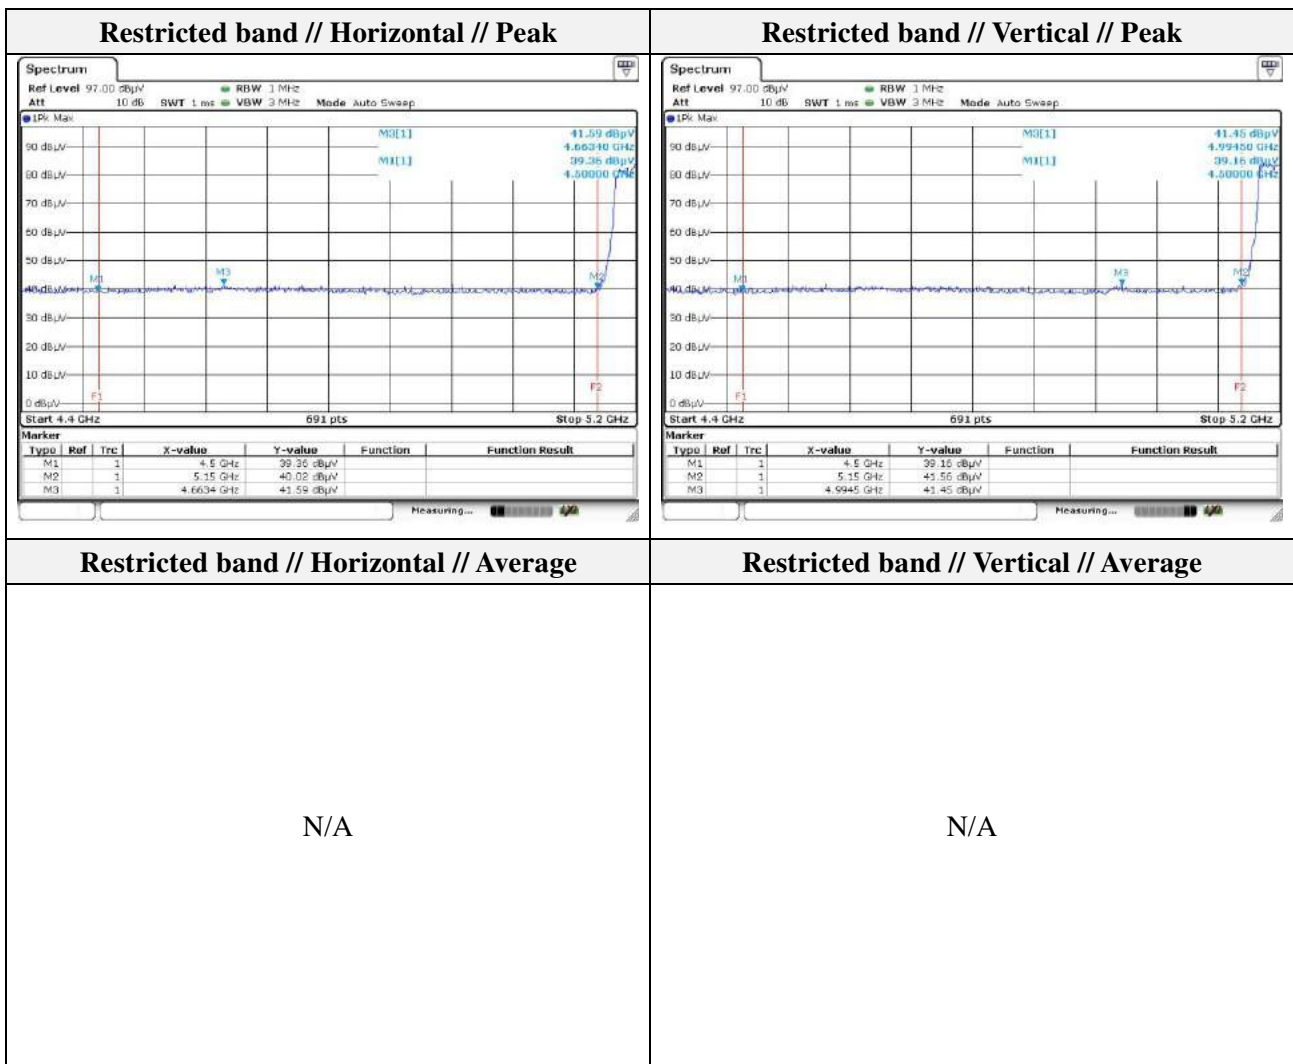 Restricted band // Horizontal // Peak
Spectrum
Ref Level 97.00 dBµV RBW 1 MHz
Att 10 dB SWT 1 ms VBW 3 MHz Mode Auto Sweep
1Pk Max
M3[1] 41.59 dBµV
4.66340 GHz
90 dBµV
M1[1] 39.36 dBµV
4.50000 GHz
80 dBµV
70 dBµV
60 dBµV
50 dBµV
M1 M3 M2
40 dBµV
30 dBµV
20 dBµV
10 dBµV
F1 F2
0 dBµV
Start 4.4 GHz 691 pts Stop 5.2 GHz
Marker
Type Ref Trc X-value Y-value Function Function Result
M1 1 4.5 GHz 39.36 dBµV
M2 1 5.15 GHz 40.02 dBµV
M3 1 4.6634 GHz 41.59 dBµV
Measuring...
Restricted band // Vertical // Peak
Spectrum
Ref Level 97.00 dBµV RBW 1 MHz
Att 10 dB SWT 1 ms VBW 3 MHz Mode Auto Sweep
1Pk Max
M3[1] 41.45 dBµV
4.99450 GHz
90 dBµV
M1[1] 39.16 dBµV
4.50000 GHz
80 dBµV
70 dBµV
60 dBµV
50 dBµV
M1 M3 M2
40 dBµV
30 dBµV
20 dBµV
10 dBµV
F1 F2
0 dBµV
Start 4.4 GHz 691 pts Stop 5.2 GHz
Marker
Type Ref Trc X-value Y-value Function Function Result
M1 1 4.5 GHz 39.16 dBµV
M2 1 5.15 GHz 41.56 dBµV
M3 1 4.9945 GHz 41.45 dBµV
Measuring...
Restricted band // Horizontal // Average
N/A
Restricted band // Vertical // Average
N/A